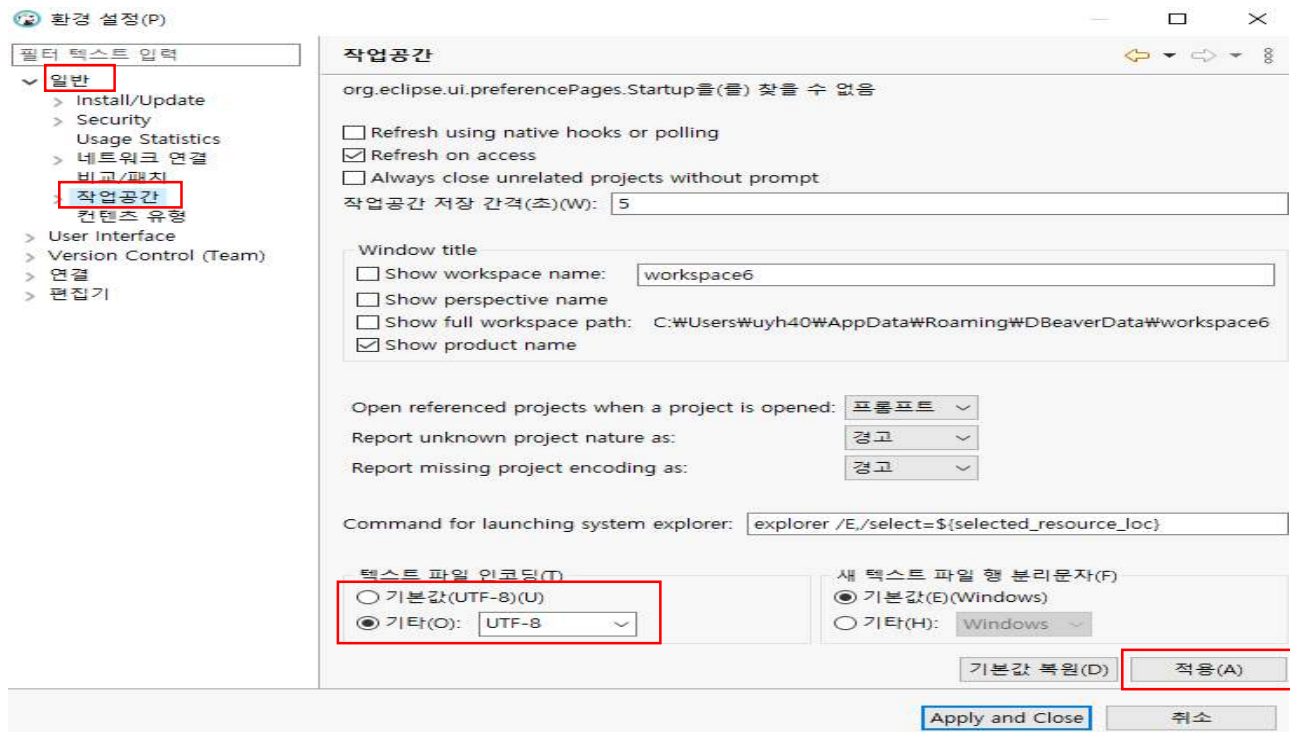 환경 설정(P)
필터 텍스트 입력
일반
Install/Update
Security
Usage Statistics
네트워크 연결
비교/패치
작업공간
컨텐츠 유형
User Interface
Version Control (Team)
연결
편집기
작업공간
org.eclipse.ui.preferencePages.Startup을(를) 찾을 수 없음
Refresh using native hooks or polling
Refresh on access
Always close unrelated projects without prompt
작업공간 저장 간격(초)(W): 5
Window title
Show workspace name: workspace6
Show perspective name
Show full workspace path: C:₩Users₩uyh40₩AppData₩Roaming₩DBeaverData₩workspace6
Show product name
Open referenced projects when a project is opened: 프롬프트
Report unknown project nature as: 경고
Report missing project encoding as: 경고
Command for launching system explorer: explorer /E,/select=${selected_resource_loc}
텍스트 파일 인코딩(T)
기본값(UTF-8)(U)
기타(O): UTF-8
새 텍스트 파일 행 분리문자(F)
기본값(E)(Windows)
기타(H): Windows
기본값 복원(D) 적용(A)
Apply and Close 취소